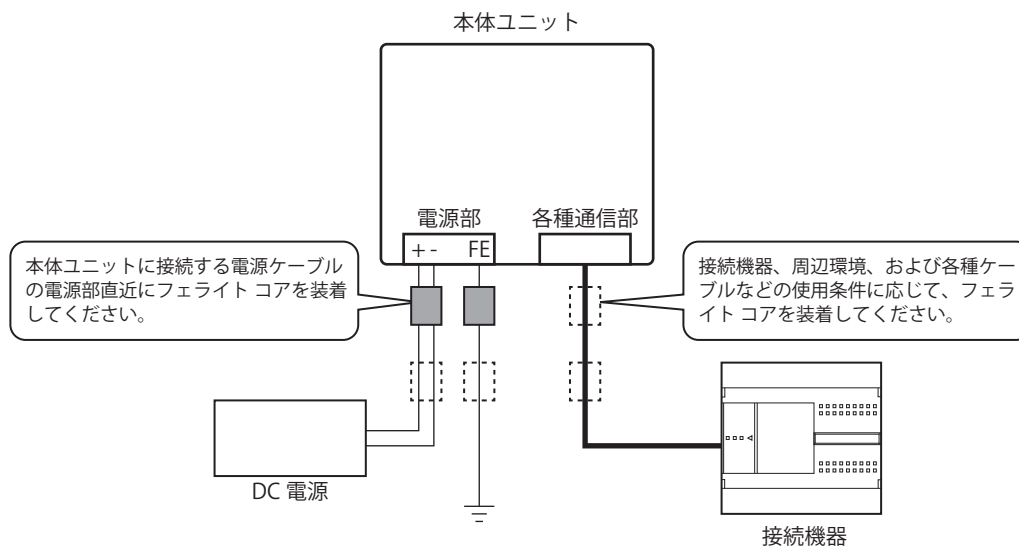 本体ユニット
電源部
各種通信部
+ -
FE
本体ユニットに接続する電源ケーブル
の電源部直近にフェライト コアを装着
してください。
接続機器、周辺環境、および各種ケー
ブルなどの使用条件に応じて、フェラ
イト コアを装着してください。
DC 電源
接続機器